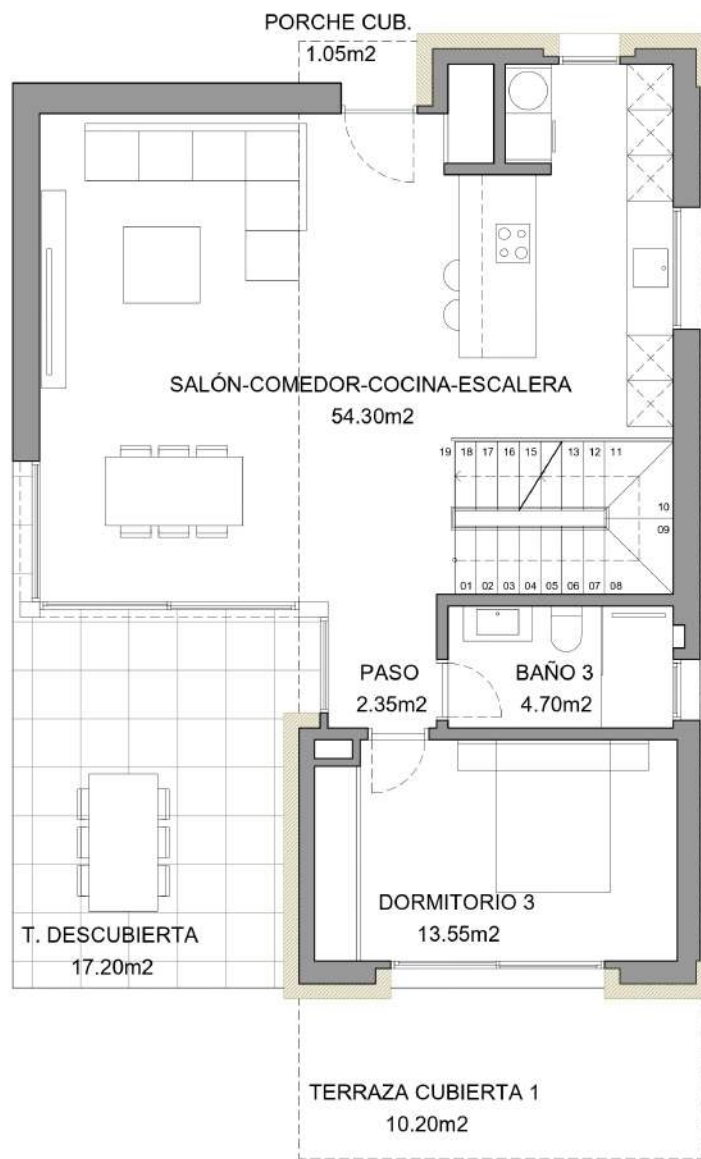 PORCHE CUB.
1.05m2
SALÓN-COMEDOR-COCINA-ESCALERA
54.30m2
19 18 17 16 15 13 12 11
10
09
01 02 03 04 05 06 07 08
PASO
2.35m2
BAÑO 3
4.70m2
DORMITORIO 3
13.55m2
T. DESCUBIERTA
17.20m2
TERRAZA CUBIERTA 1
10.20m2